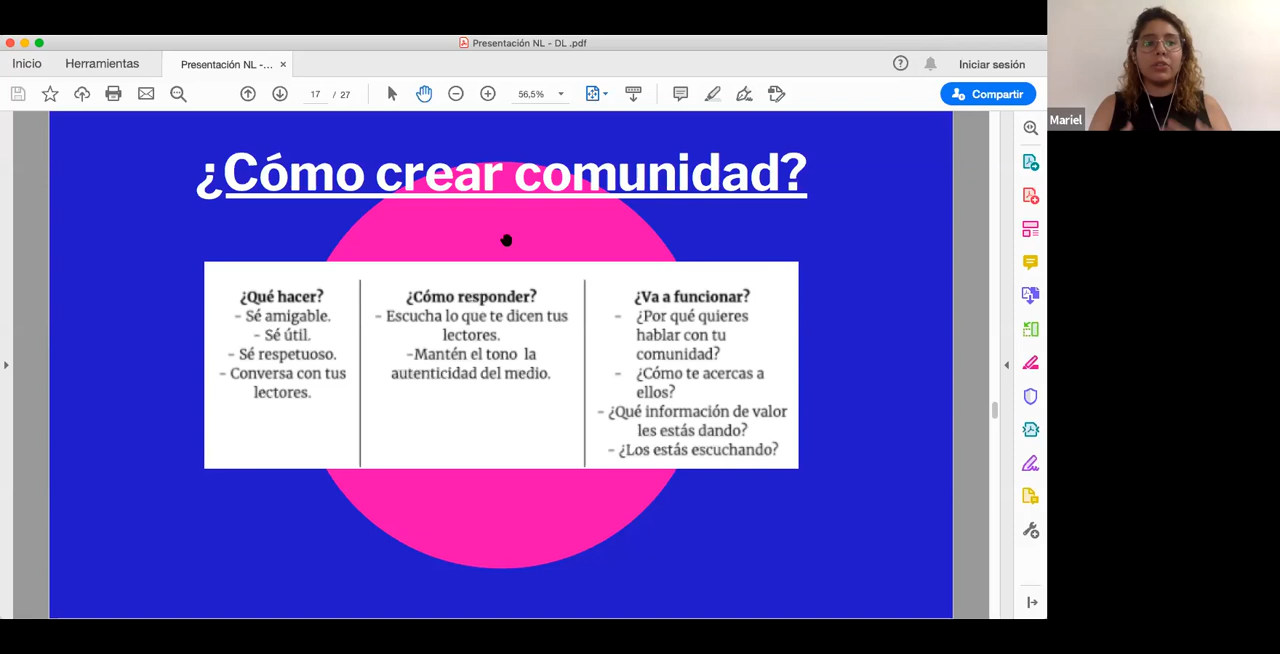 Presentación NL - DL .pdf
Inicio
Herramientas
Presentación NL -... ×
Iniciar sesión
17 / 27
56,5%
Compartir
Mariel
¿Cómo crear comunidad?
¿Qué hacer?
- Sé amigable.
- Sé útil.
- Sé respetuoso.
- Conversa con tus
lectores.
¿Cómo responder?
- Escucha lo que te dicen tus
lectores.
-Mantén el tono la
autenticidad del medio.
¿Va a funcionar?
- ¿Por qué quieres
hablar con tu
comunidad?
- ¿Cómo te acercas a
ellos?
- ¿Qué información de valor
les estás dando?
- ¿Los estás escuchando?